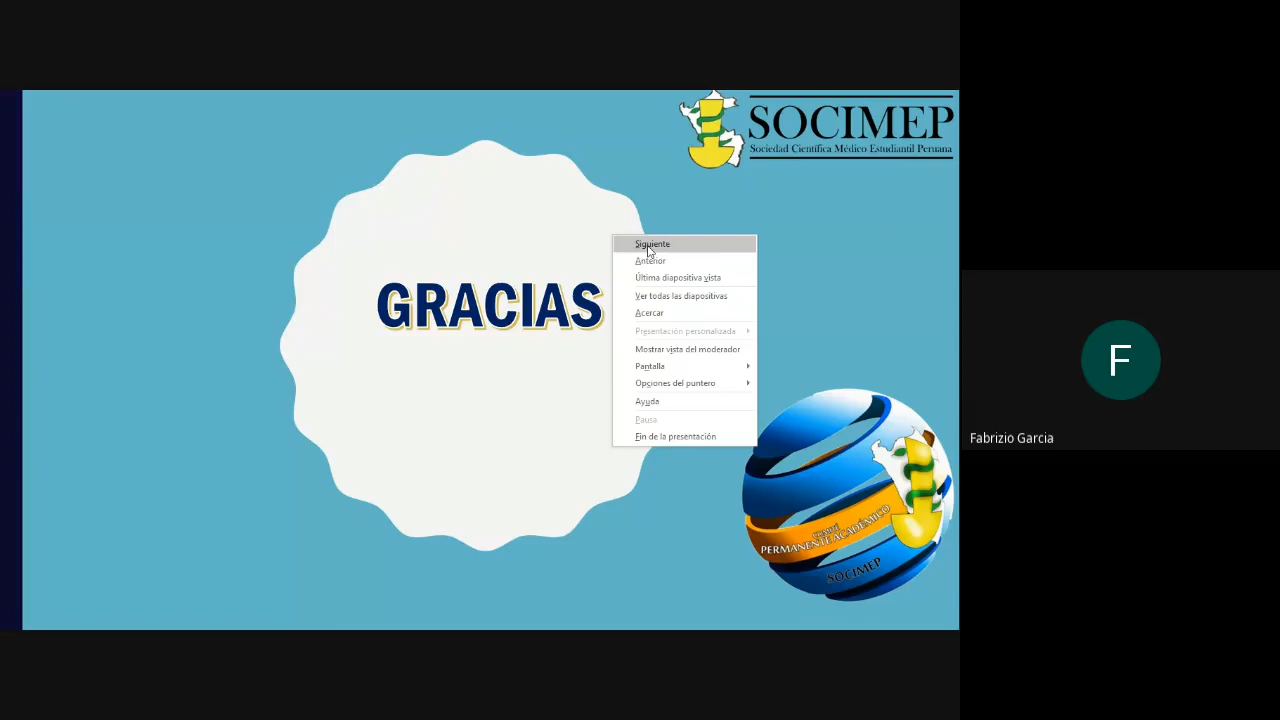 SOCIMEP
Sociedad Científica Médico Estudiantil Peruana
GRACIAS
Siguiente
Anterior
Última diapositiva vista
Ver todas las diapositivas
Acercar
Presentación personalizada
Mostrar vista del moderador
Pantalla
Opciones del puntero
Ayuda
Pausa
Fin de la presentación
COMITÉ
PERMANENTE ACADÉMICO
SOCIMEP
F
Fabrizio Garcia